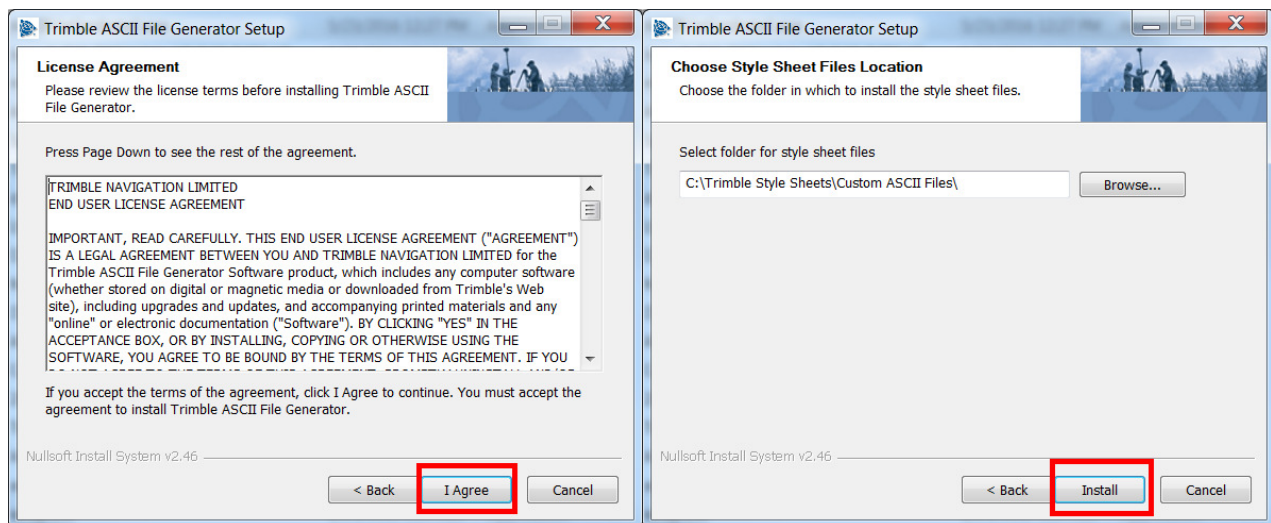 Trimble ASCII File Generator Setup
License Agreement
Please review the license terms before installing Trimble ASCII
File Generator.
Press Page Down to see the rest of the agreement.
TRIMBLE NAVIGATION LIMITED
END USER LICENSE AGREEMENT
IMPORTANT, READ CAREFULLY. THIS END USER LICENSE AGREEMENT ("AGREEMENT")
IS A LEGAL AGREEMENT BETWEEN YOU AND TRIMBLE NAVIGATION LIMITED for the
Trimble ASCII File Generator Software product, which includes any computer software
(whether stored on digital or magnetic media or downloaded from Trimble's Web
site), including upgrades and updates, and accompanying printed materials and any
"online" or electronic documentation ("Software"). BY CLICKING "YES" IN THE
ACCEPTANCE BOX, OR BY INSTALLING, COPYING OR OTHERWISE USING THE
SOFTWARE, YOU AGREE TO BE BOUND BY THE TERMS OF THIS AGREEMENT. IF YOU
If you accept the terms of the agreement, click I Agree to continue. You must accept the
agreement to install Trimble ASCII File Generator.
Nullsoft Install System v2.46
< Back I Agree Cancel
Trimble ASCII File Generator Setup
Choose Style Sheet Files Location
Choose the folder in which to install the style sheet files.
Select folder for style sheet files
C:\Trimble Style Sheets\Custom ASCII Files\ Browse...
Nullsoft Install System v2.46
< Back Install Cancel